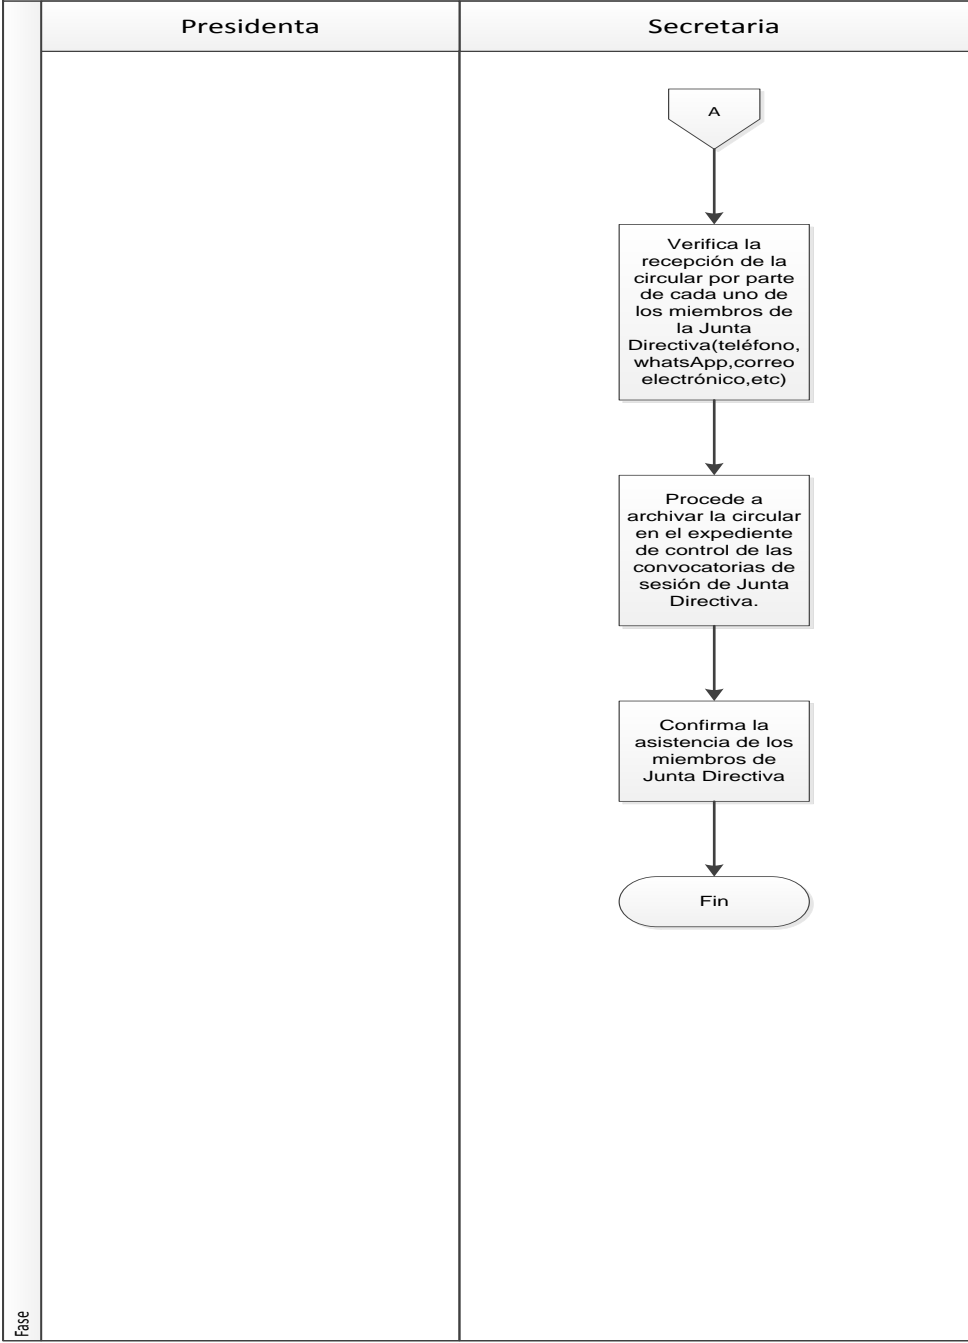 Presidenta
Secretaria
A
Verifica la
recepción de la
circular por parte
de cada uno de
los miembros de
la Junta
Directiva(teléfono,
whatsApp,correo
electrónico,etc)
Procede a
archivar la circular
en el expediente
de control de las
convocatorias de
sesión de Junta
Directiva.
Confirma la
asistencia de los
miembros de
Junta Directiva
Fin
Fase